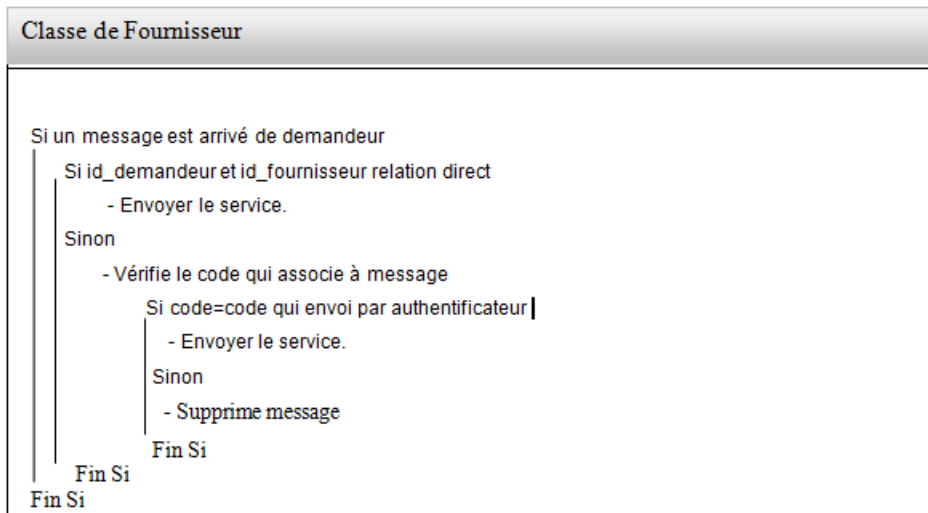 Classe de Fournisseur
Si un message est arrivé de demandeur
Si id_demandeur et id_fournisseur relation direct
- Envoyer le service.
Sinon
- Vérifie le code qui associe à message
Si code=code qui envoi par authentificateur
- Envoyer le service.
Sinon
- Supprime message
Fin Si
Fin Si
Fin Si